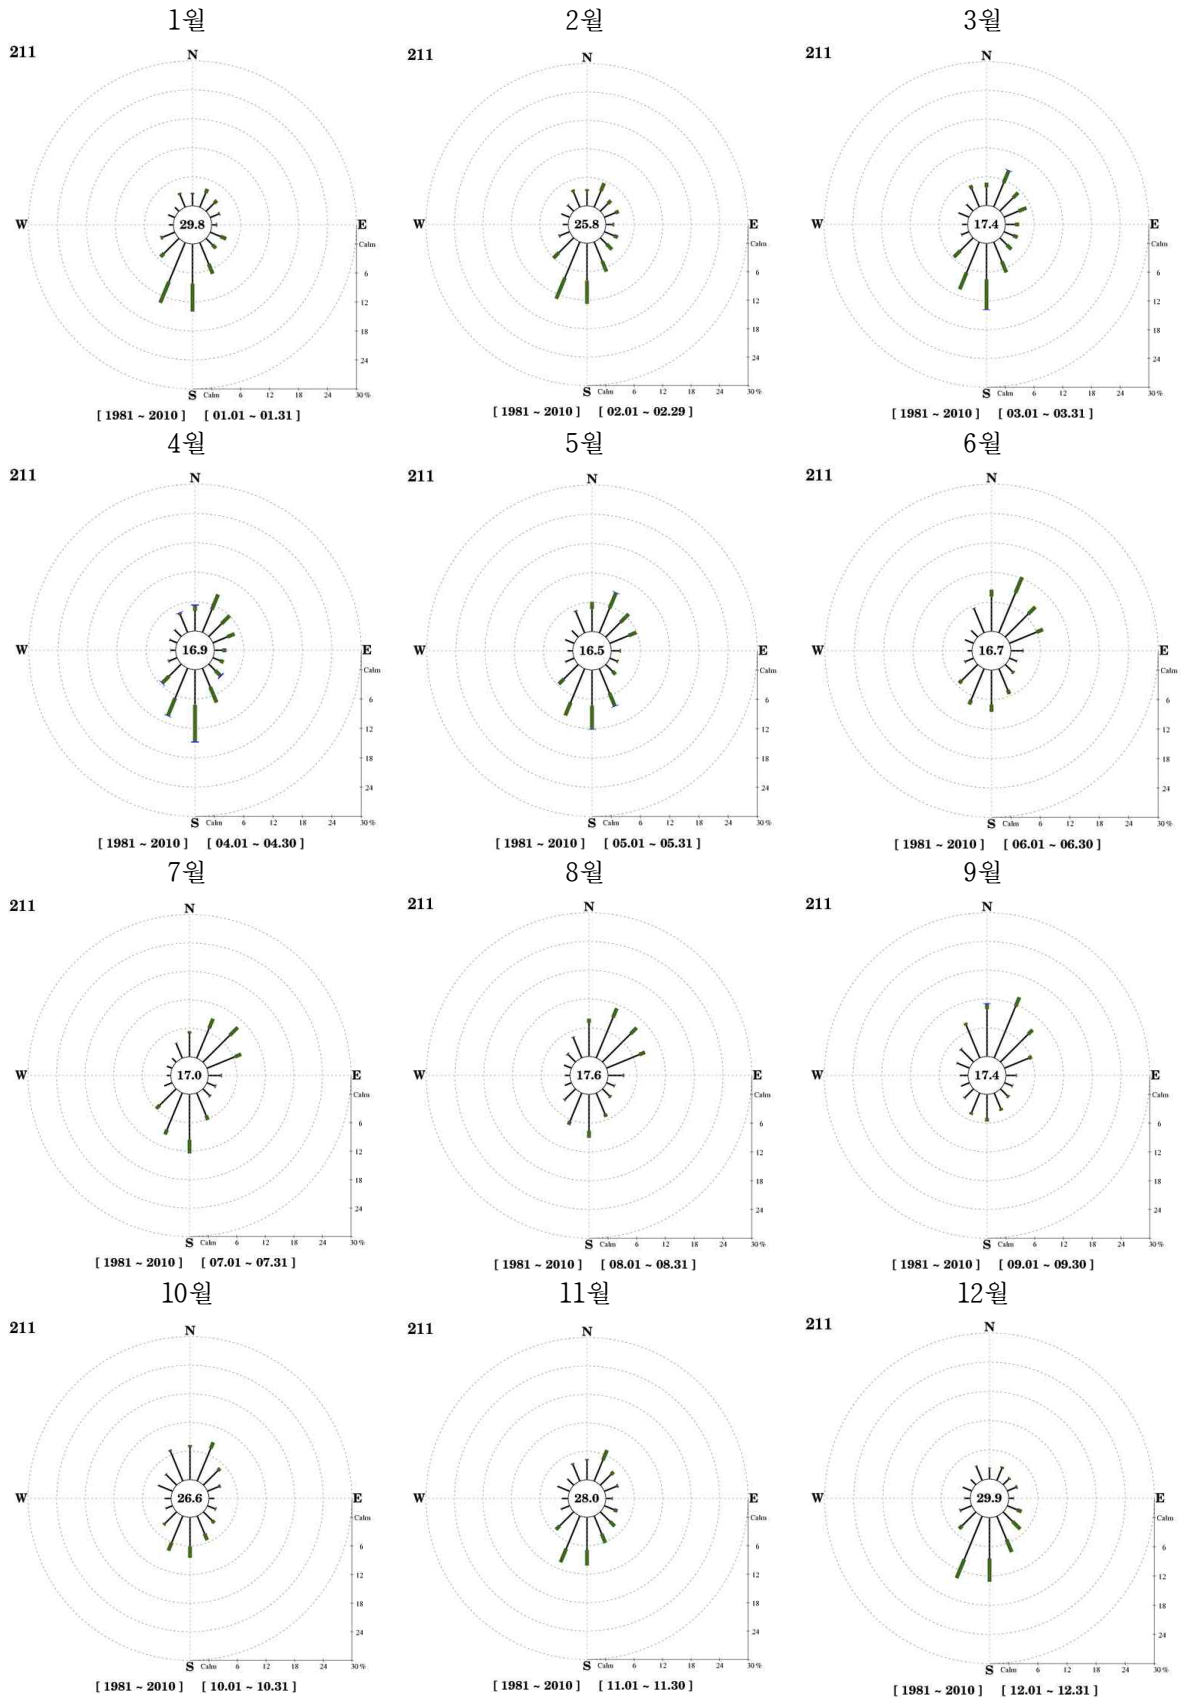 1월 2월 3월
211 211 211
N N N
W 29.8 E W 25.8 E W 17.4 E
Calm Calm Calm
6 6 6
12 12 12
18 18 18
24 24 24
S Calm 6 12 18 24 30% S Calm 6 12 18 24 30% S Calm 6 12 18 24 30%
[ 1981 ~ 2010 ] [ 01.01 ~ 01.31 ] [ 1981 ~ 2010 ] [ 02.01 ~ 02.29 ] [ 1981 ~ 2010 ] [ 03.01 ~ 03.31 ]
4월 5월 6월
211 211 211
N N N
W 16.9 E W 16.5 E W 16.7 E
Calm Calm Calm
6 6 6
12 12 12
18 18 18
24 24 24
S Calm 6 12 18 24 30% S Calm 6 12 18 24 30% S Calm 6 12 18 24 30%
[ 1981 ~ 2010 ] [ 04.01 ~ 04.30 ] [ 1981 ~ 2010 ] [ 05.01 ~ 05.31 ] [ 1981 ~ 2010 ] [ 06.01 ~ 06.30 ]
7월 8월 9월
211 211 211
N N N
W 17.0 E W 17.6 E W 17.4 E
Calm Calm Calm
6 6 6
12 12 12
18 18 18
24 24 24
S Calm 6 12 18 24 30% S Calm 6 12 18 24 30% S Calm 6 12 18 24 30%
[ 1981 ~ 2010 ] [ 07.01 ~ 07.31 ] [ 1981 ~ 2010 ] [ 08.01 ~ 08.31 ] [ 1981 ~ 2010 ] [ 09.01 ~ 09.30 ]
10월 11월 12월
211 211 211
N N N
W 26.6 E W 28.0 E W 29.9 E
Calm Calm Calm
6 6 6
12 12 12
18 18 18
24 24 24
S Calm 6 12 18 24 30% S Calm 6 12 18 24 30% S Calm 6 12 18 24 30%
[ 1981 ~ 2010 ] [ 10.01 ~ 10.31 ] [ 1981 ~ 2010 ] [ 11.01 ~ 11.30 ] [ 1981 ~ 2010 ] [ 12.01 ~ 12.31 ]